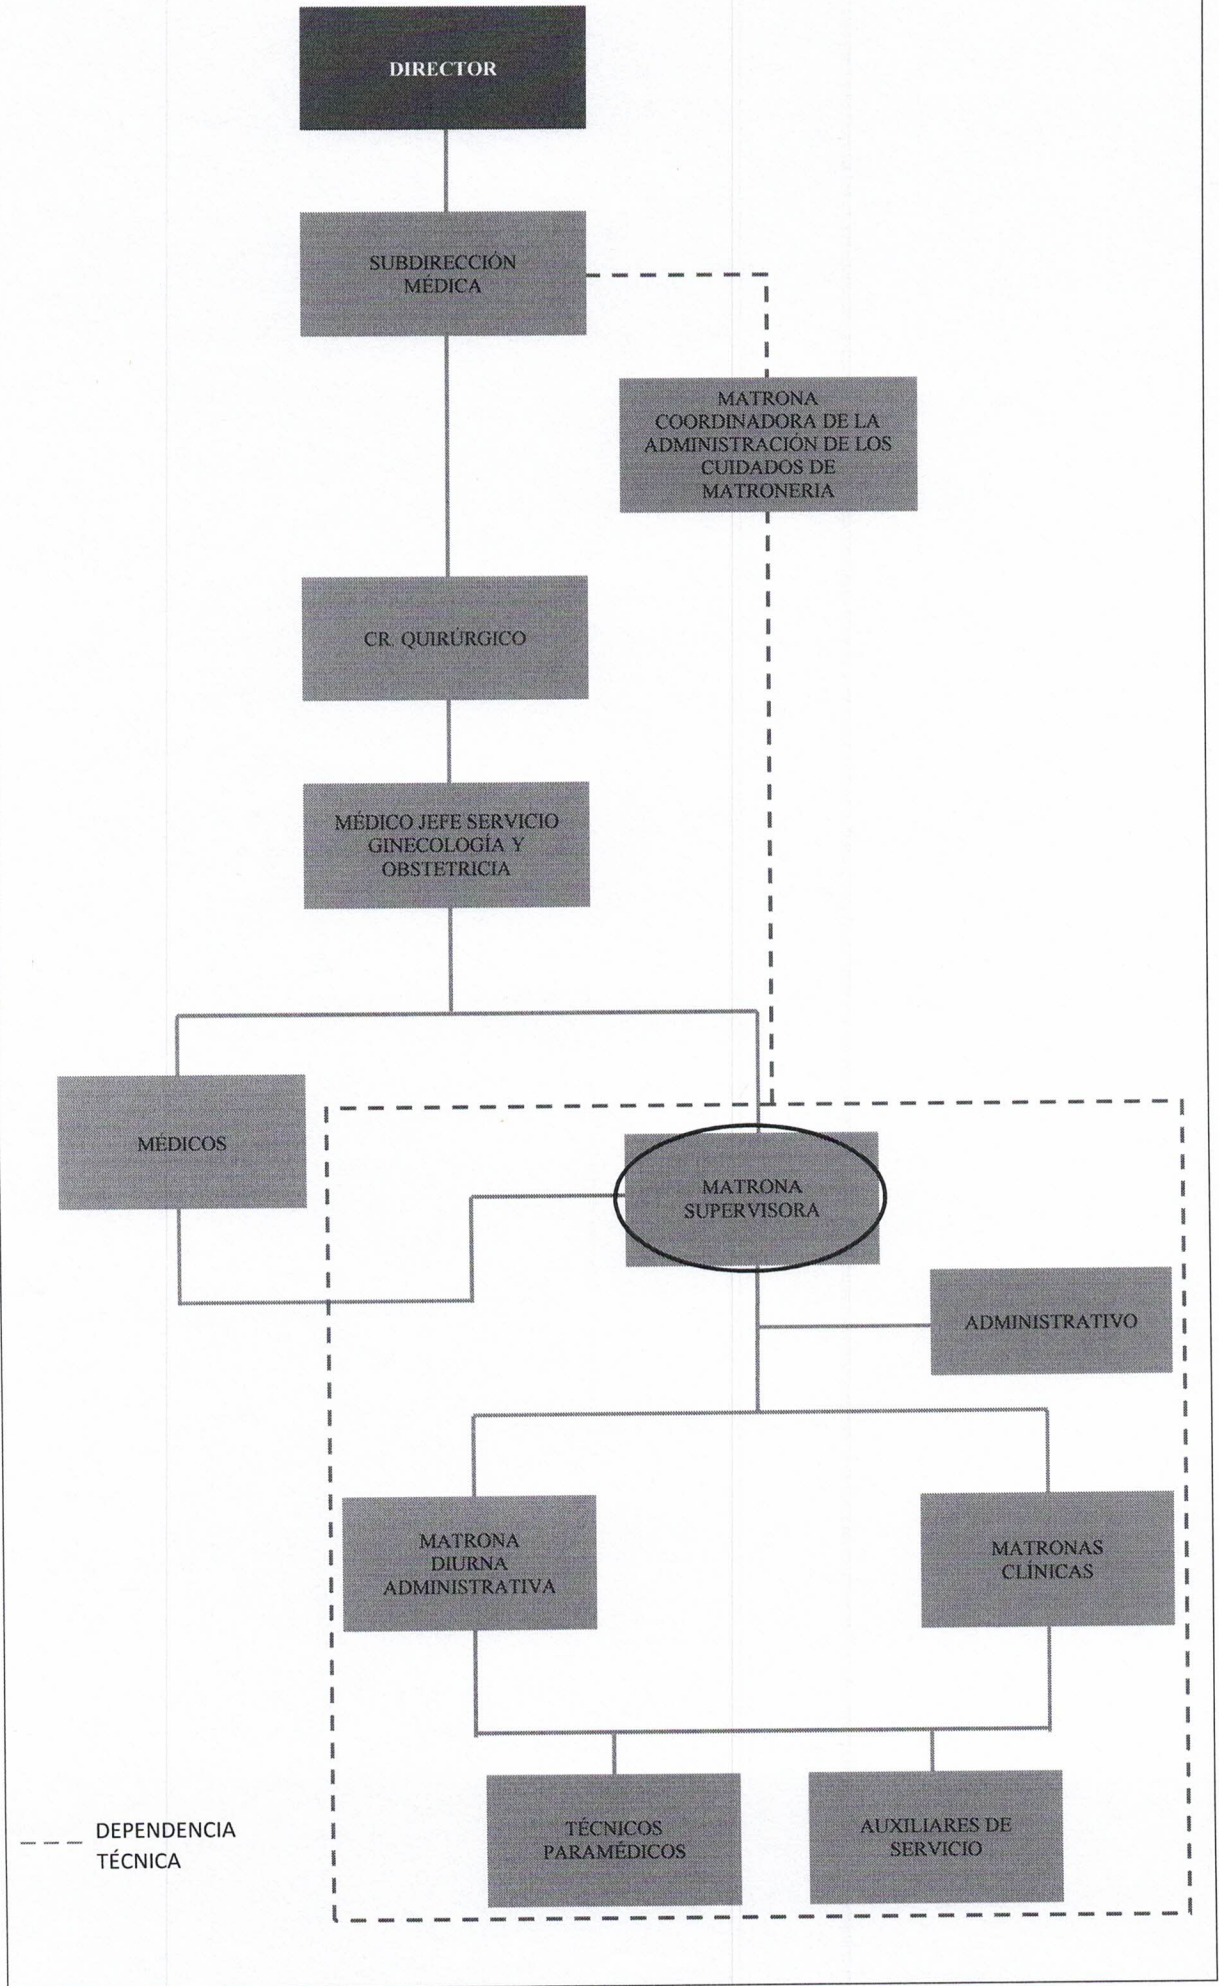 DIRECTOR
SUBDIRECCIÓN
MÉDICA
MATRONA
COORDINADORA DE LA
ADMINISTRACIÓN DE LOS
CUIDADOS DE
MATRONERIA
CR. QUIRÚRGICO
MÉDICO JEFE SERVICIO
GINECOLOGÍA Y
OBSTETRICIA
MÉDICOS
MATRONA
SUPERVISORA
ADMINISTRATIVO
MATRONA
DIURNA
ADMINISTRATIVA
MATRONAS
CLÍNICAS
TÉCNICOS
PARAMÉDICOS
AUXILIARES DE
SERVICIO
DEPENDENCIA
TÉCNICA